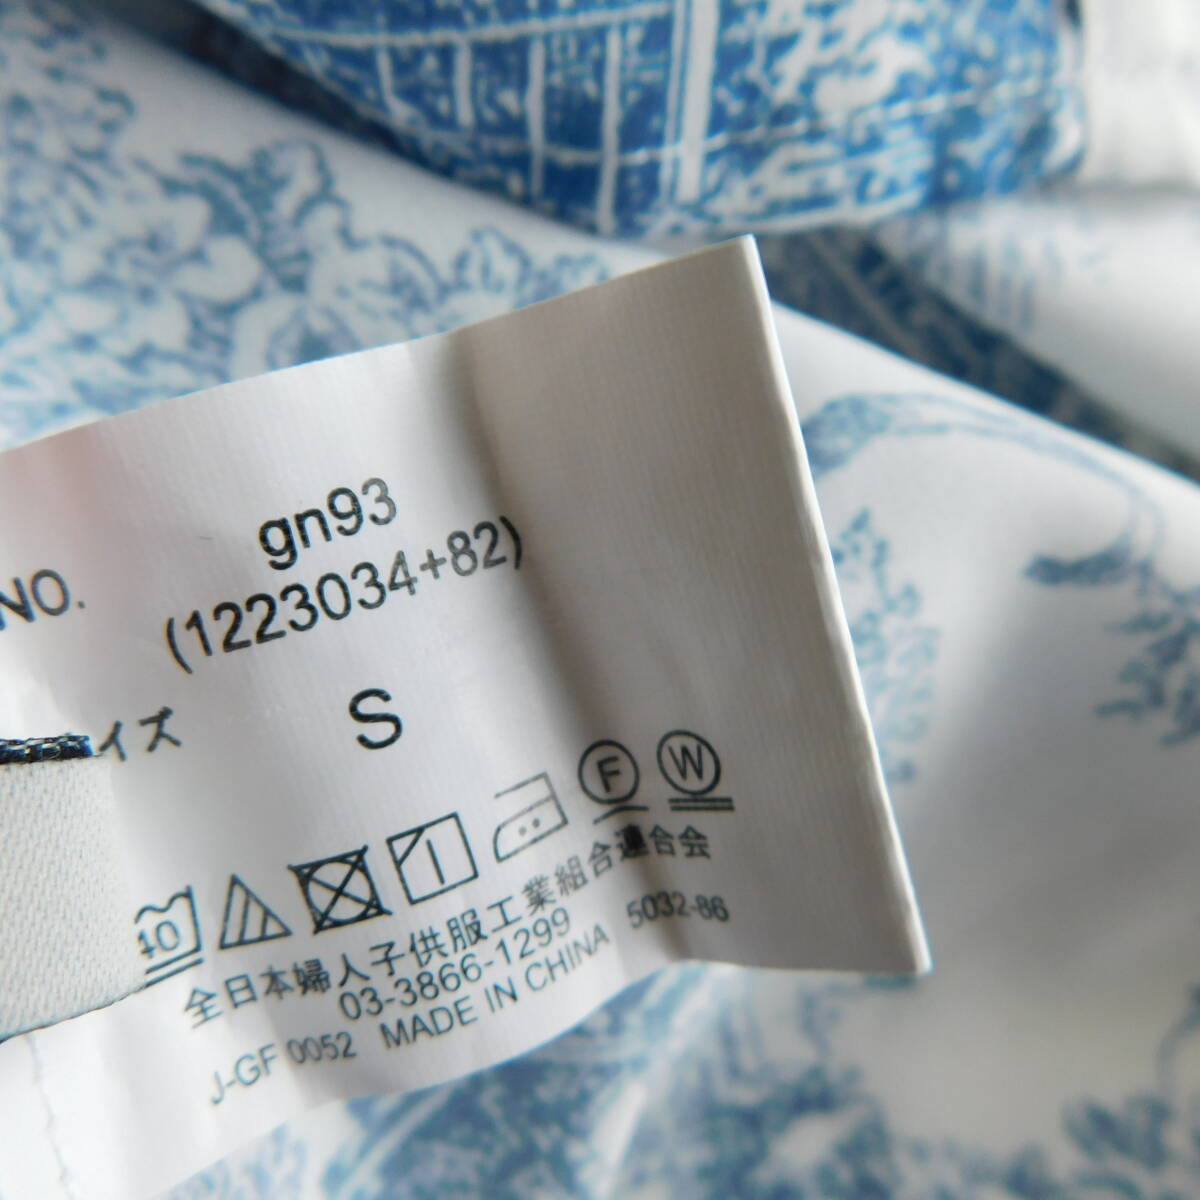 NO. gn93
(1223034+82)
イズ S
40 F W
全日本婦人子供服工業組合連合会
03-3866-1299 5032-86
J-GF 0052 MADE IN CHINA